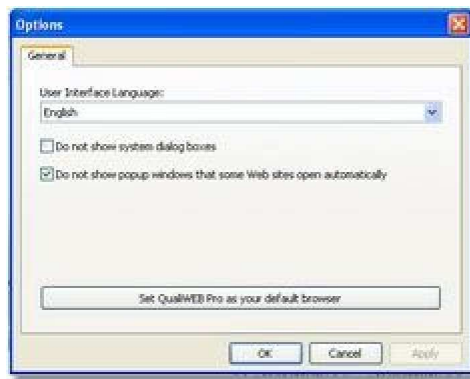 Options
General
User Interface Language:
English
Do not show system dialog boxes
Do not show popup windows that some Web sites open automatically
Set QualiWEB Pro as your default browser
OK Cancel Apply